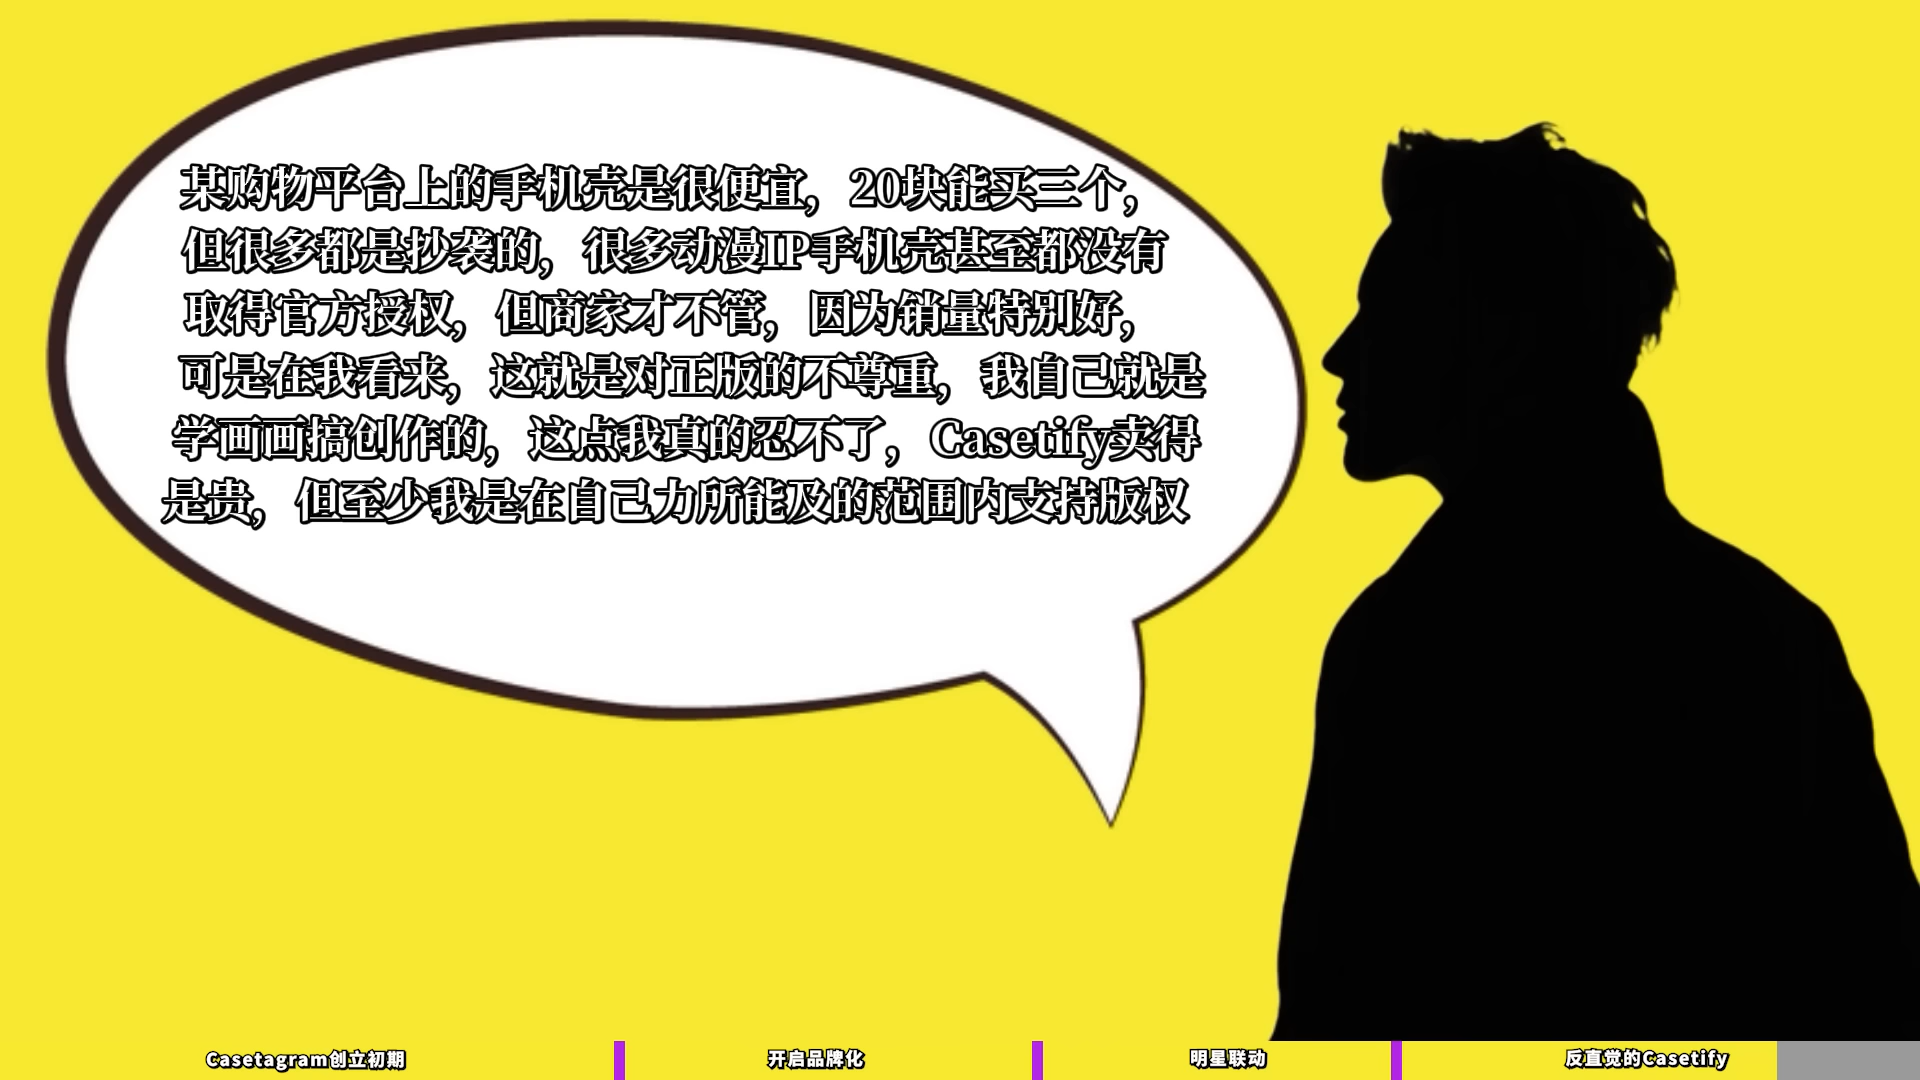 某购物平台上的手机壳是很便宜，20块能买三个，
但很多都是抄袭的，很多动漫IP手机壳甚至都没有
取得官方授权，但商家才不管，因为销量特别好，
可是在我看来，这就是对正版的不尊重，我自己就是
学画画搞创作的，这点我真的忍不了，Casetify卖得
是贵，但至少我是在自己力所能及的范围内支持版权
Casetagram创立初期
开启品牌化
明星联动
反直觉的Casetify